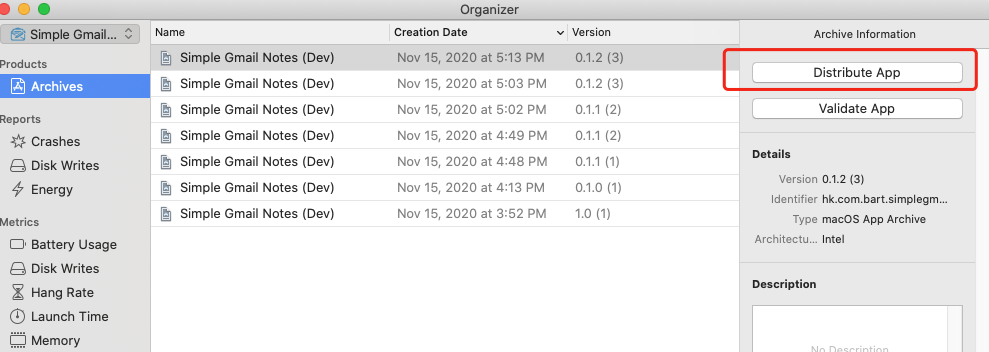 Organizer
Simple Gmail...
Name Creation Date Version
Products
Archives
Reports
Crashes
Disk Writes
Energy
Metrics
Battery Usage
Disk Writes
Hang Rate
Launch Time
Memory
Simple Gmail Notes (Dev) Nov 15, 2020 at 5:13 PM 0.1.2 (3)
Simple Gmail Notes (Dev) Nov 15, 2020 at 5:03 PM 0.1.2 (3)
Simple Gmail Notes (Dev) Nov 15, 2020 at 5:02 PM 0.1.1 (2)
Simple Gmail Notes (Dev) Nov 15, 2020 at 4:49 PM 0.1.1 (2)
Simple Gmail Notes (Dev) Nov 15, 2020 at 4:48 PM 0.1.1 (1)
Simple Gmail Notes (Dev) Nov 15, 2020 at 4:13 PM 0.1.0 (1)
Simple Gmail Notes (Dev) Nov 15, 2020 at 3:52 PM 1.0 (1)
Archive Information
Distribute App
Validate App
Details
Version 0.1.2 (3)
Identifier hk.com.bart.simplegm...
Type macOS App Archive
Architectu... Intel
Description
No Description